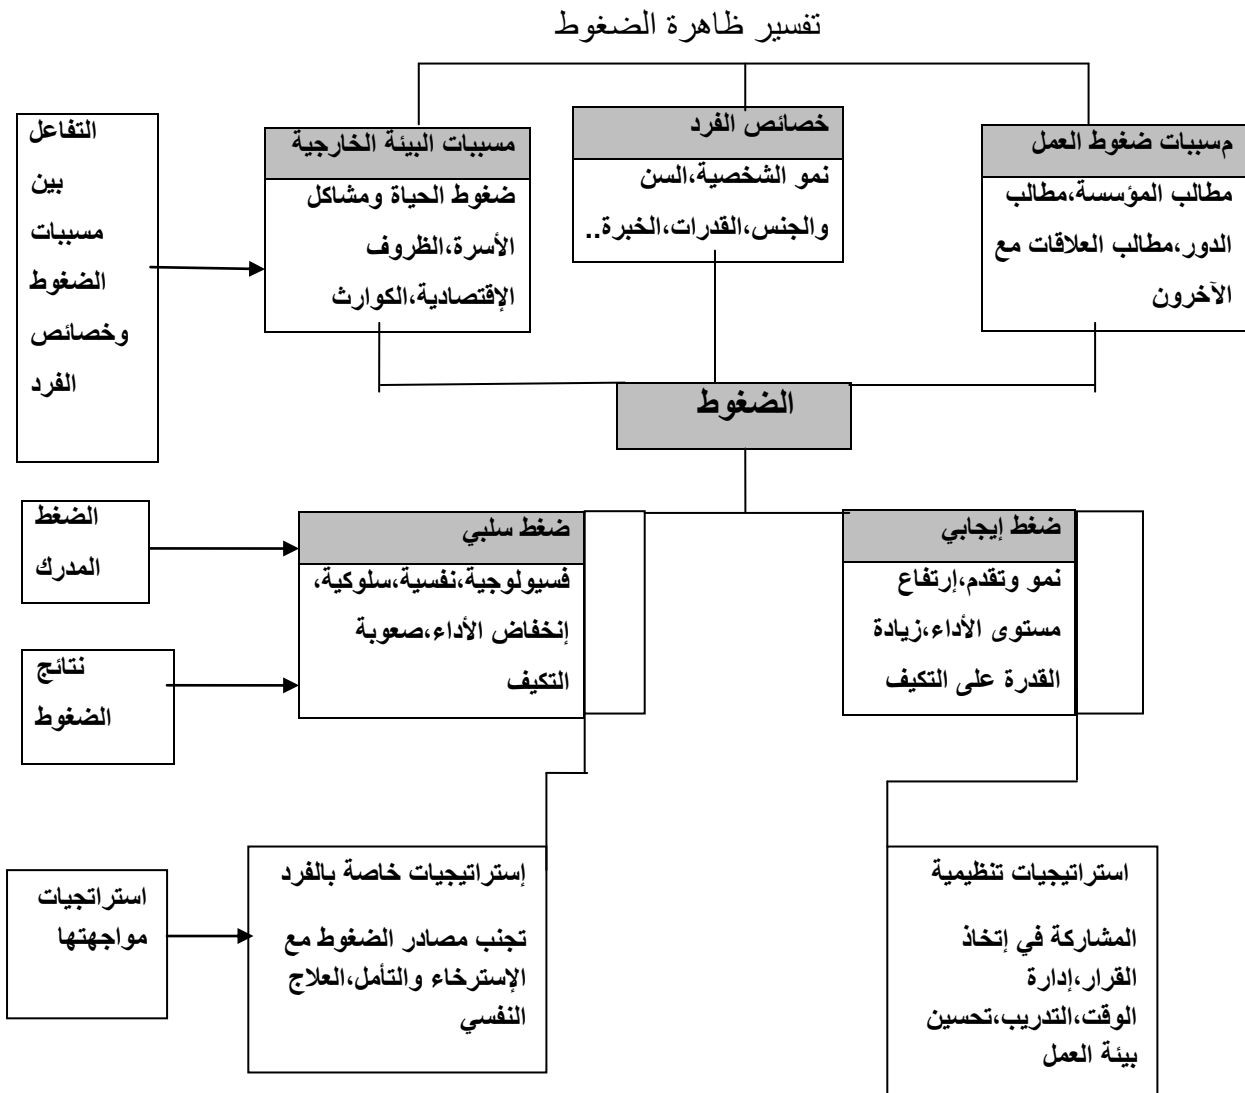 تفسير ظاهرة الضغوط
مسببات ضغوط العمل
مطالب المؤسسة،مطالب
الدور،مطالب العلاقات مع
الآخرون
خصائص الفرد
نمو الشخصية،السن
والجنس،القدرات،الخبرة..
مسببات البيئة الخارجية
ضغوط الحياة ومشاكل
الأسرة،الظروف
الإقتصادية،الكوارث
التفاعل
بين
مسببات
الضغوط
وخصائص
الفرد
الضغوط
ضغط إيجابي
نمو وتقدم،إرتفاع
مستوى الأداء،زيادة
القدرة على التكيف
ضغط سلبي
فسيولوجية،نفسية،سلوكية،
إنخفاض الأداء،صعوبة
التكيف
الضغط
المدرك
نتائج
الضغوط
استراتيجيات تنظيمية
المشاركة في إتخاذ
القرار،إدارة
الوقت،التدريب،تحسين
بيئة العمل
إستراتيجيات خاصة بالفرد
تجنب مصادر الضغوط مع
الإسترخاء والتأمل،العلاج
النفسي
استراتجيات
مواجهتها